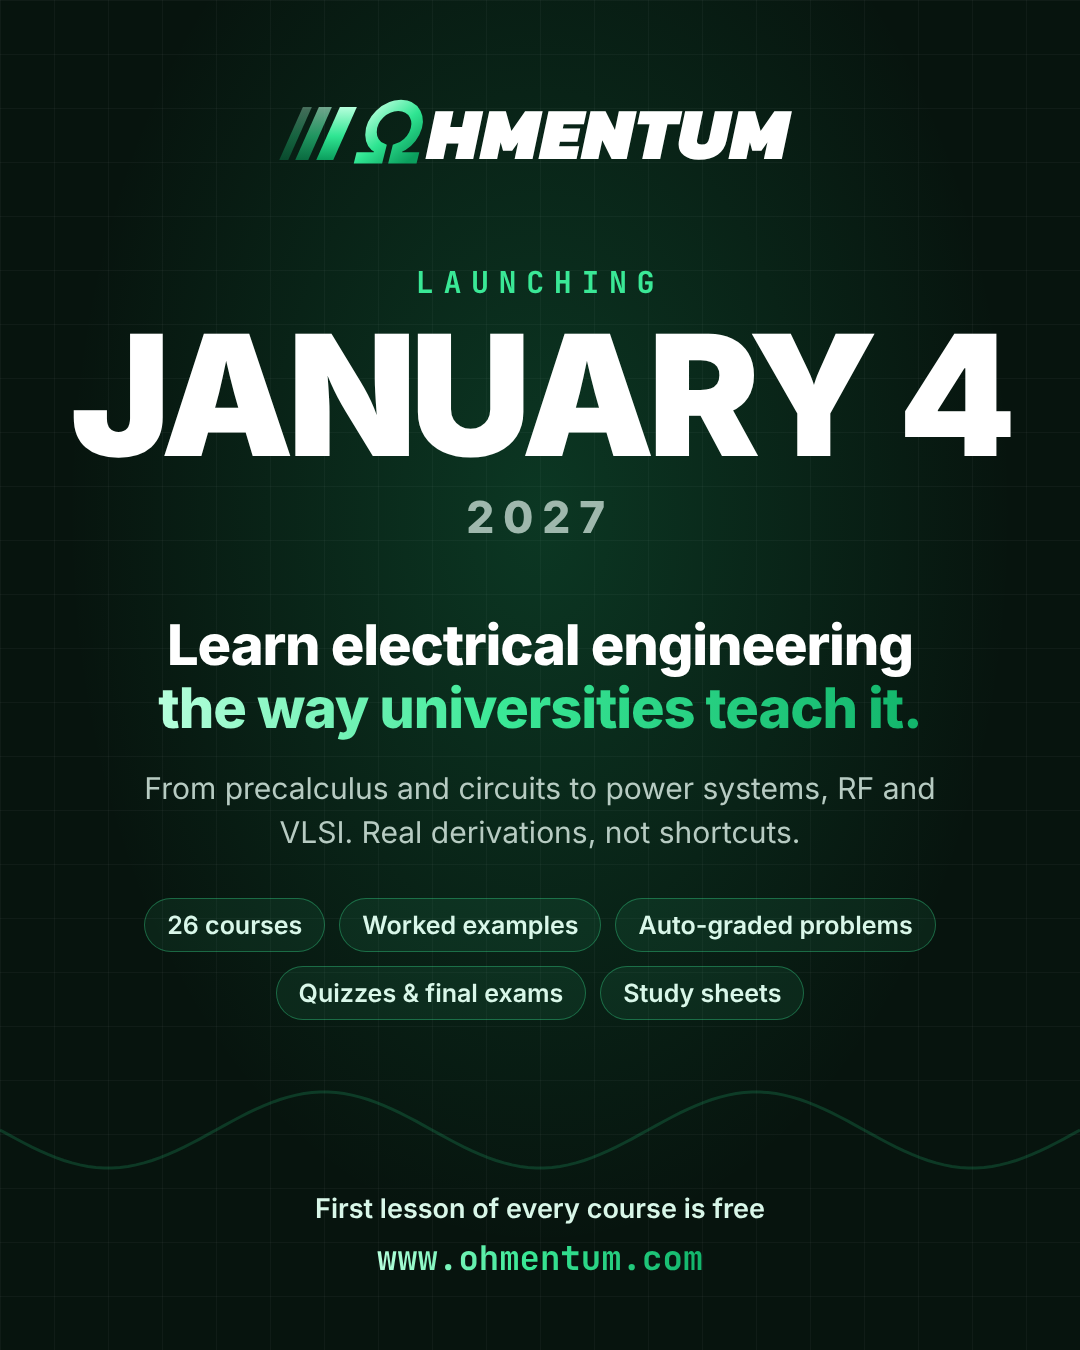 ΩHMENTUM
LAUNCHING
JANUARY 4
2027
Learn electrical engineering
the way universities teach it.
From precalculus and circuits to power systems, RF and
VLSI. Real derivations, not shortcuts.
26 courses
Worked examples
Auto-graded problems
Quizzes & final exams
Study sheets
First lesson of every course is free
www.ohmentum.com